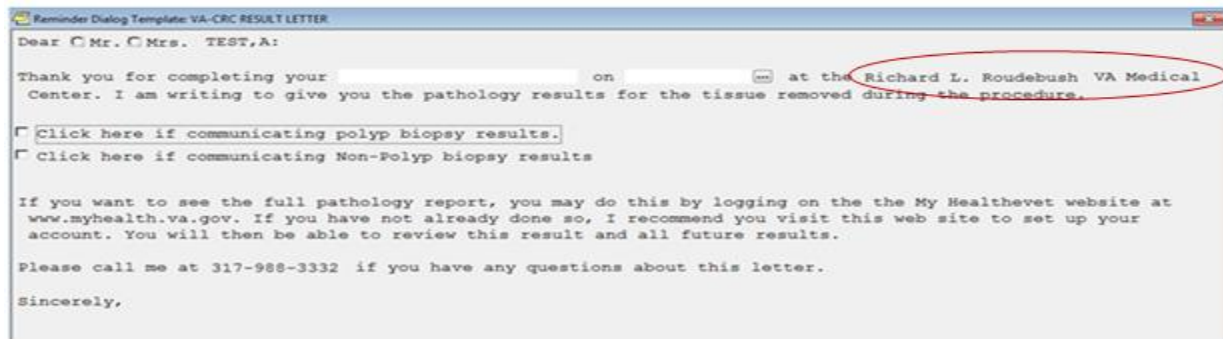 Reminder Dialog Template: VA-CRC RESULT LETTER
Dear Mr. Mrs. TEST,A:
Thank you for completing your on ... at the Richard L. Roudebush VA Medical
Center. I am writing to give you the pathology results for the tissue removed during the procedure.
Click here if communicating polyp biopsy results.
Click here if communicating Non-Polyp biopsy results
If you want to see the full pathology report, you may do this by logging on the the My Healthevet website at
www.myhealth.va.gov. If you have not already done so, I recommend you visit this web site to set up your
account. You will then be able to review this result and all future results.
Please call me at 317-988-3332 if you have any questions about this letter.
Sincerely,